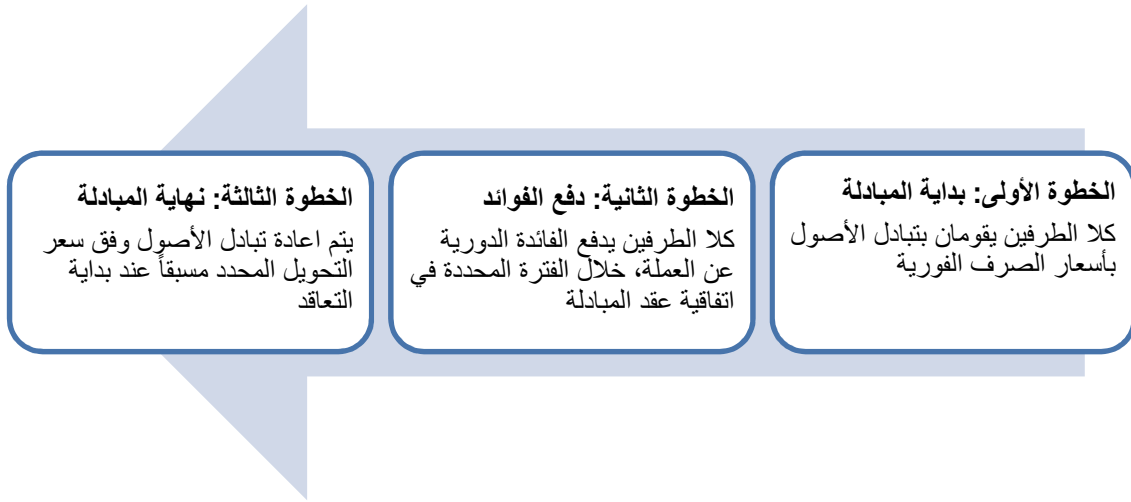 الخطوة الأولى: بداية المبادلة
كلا الطرفين يقومان بتبادل الأصول
بأسعار الصرف الفورية
الخطوة الثانية: دفع الفوائد
كلا الطرفين يدفع الفائدة الدورية
عن العملة، خلال الفترة المحددة في
اتفاقية عقد المبادلة
الخطوة الثالثة: نهاية المبادلة
يتم اعادة تبادل الأصول وفق سعر
التحويل المحدد مسبقاً عند بداية
التعاقد